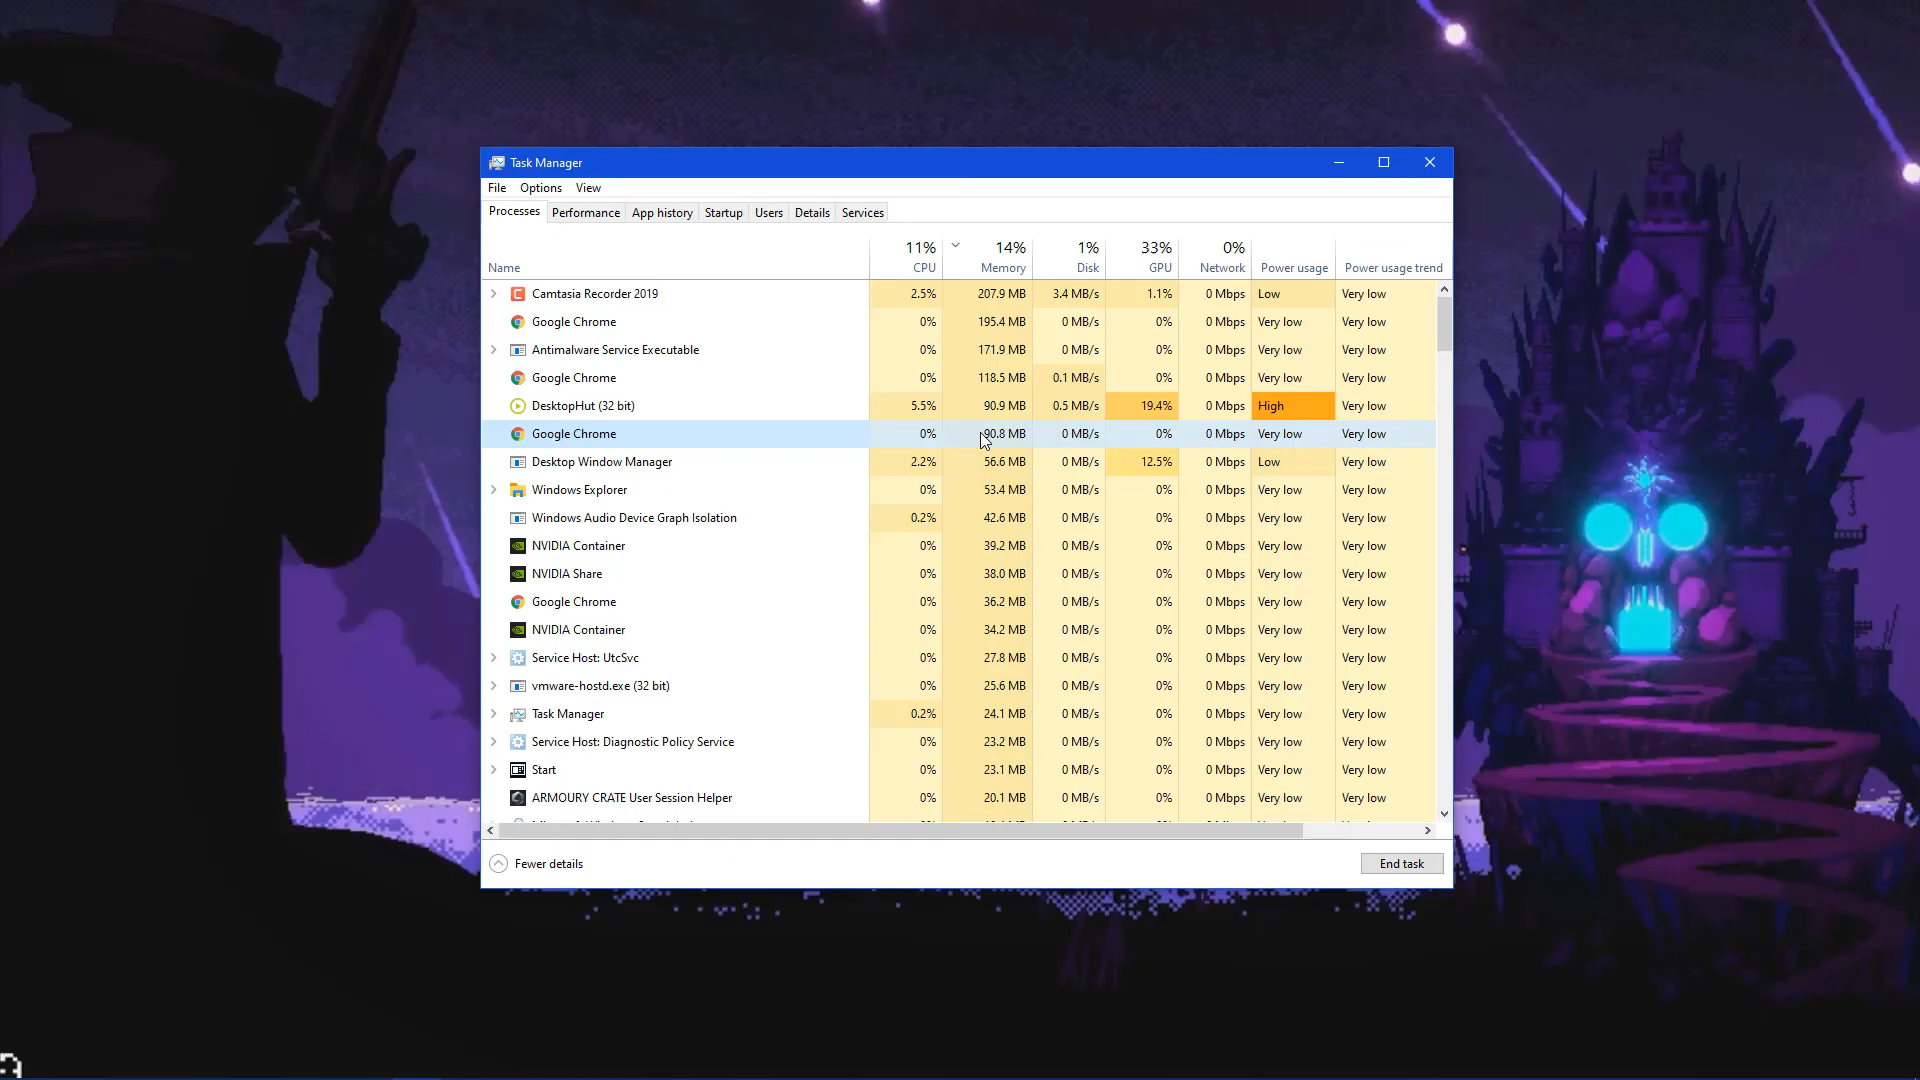 Task Manager
File Options View
Processes Performance App history Startup Users Details Services
11% 14% 1% 33% 0%
Name CPU Memory Disk GPU Network Power usage Power usage trend
Camtasia Recorder 2019 2.5% 207.9 MB 3.4 MB/s 1.1% 0 Mbps Low Very low
Google Chrome 0% 195.4 MB 0 MB/s 0% 0 Mbps Very low Very low
Antimalware Service Executable 0% 171.9 MB 0 MB/s 0% 0 Mbps Very low Very low
Google Chrome 0% 118.5 MB 0.1 MB/s 0% 0 Mbps Very low Very low
DesktopHut (32 bit) 5.5% 90.9 MB 0.5 MB/s 19.4% 0 Mbps High Very low
Google Chrome 0% 90.8 MB 0 MB/s 0% 0 Mbps Very low Very low
Desktop Window Manager 2.2% 56.6 MB 0 MB/s 12.5% 0 Mbps Low Very low
Windows Explorer 0% 53.4 MB 0 MB/s 0% 0 Mbps Very low Very low
Windows Audio Device Graph Isolation 0.2% 42.6 MB 0 MB/s 0% 0 Mbps Very low Very low
NVIDIA Container 0% 39.2 MB 0 MB/s 0% 0 Mbps Very low Very low
NVIDIA Share 0% 38.0 MB 0 MB/s 0% 0 Mbps Very low Very low
Google Chrome 0% 36.2 MB 0 MB/s 0% 0 Mbps Very low Very low
NVIDIA Container 0% 34.2 MB 0 MB/s 0% 0 Mbps Very low Very low
Service Host: UtcSvc 0% 27.8 MB 0 MB/s 0% 0 Mbps Very low Very low
vmware-hostd.exe (32 bit) 0% 25.6 MB 0 MB/s 0% 0 Mbps Very low Very low
Task Manager 0.2% 24.1 MB 0 MB/s 0% 0 Mbps Very low Very low
Service Host: Diagnostic Policy Service 0% 23.2 MB 0 MB/s 0% 0 Mbps Very low Very low
Start 0% 23.1 MB 0 MB/s 0% 0 Mbps Very low Very low
ARMOURY CRATE User Session Helper 0% 20.1 MB 0 MB/s 0% 0 Mbps Very low Very low
Fewer details End task